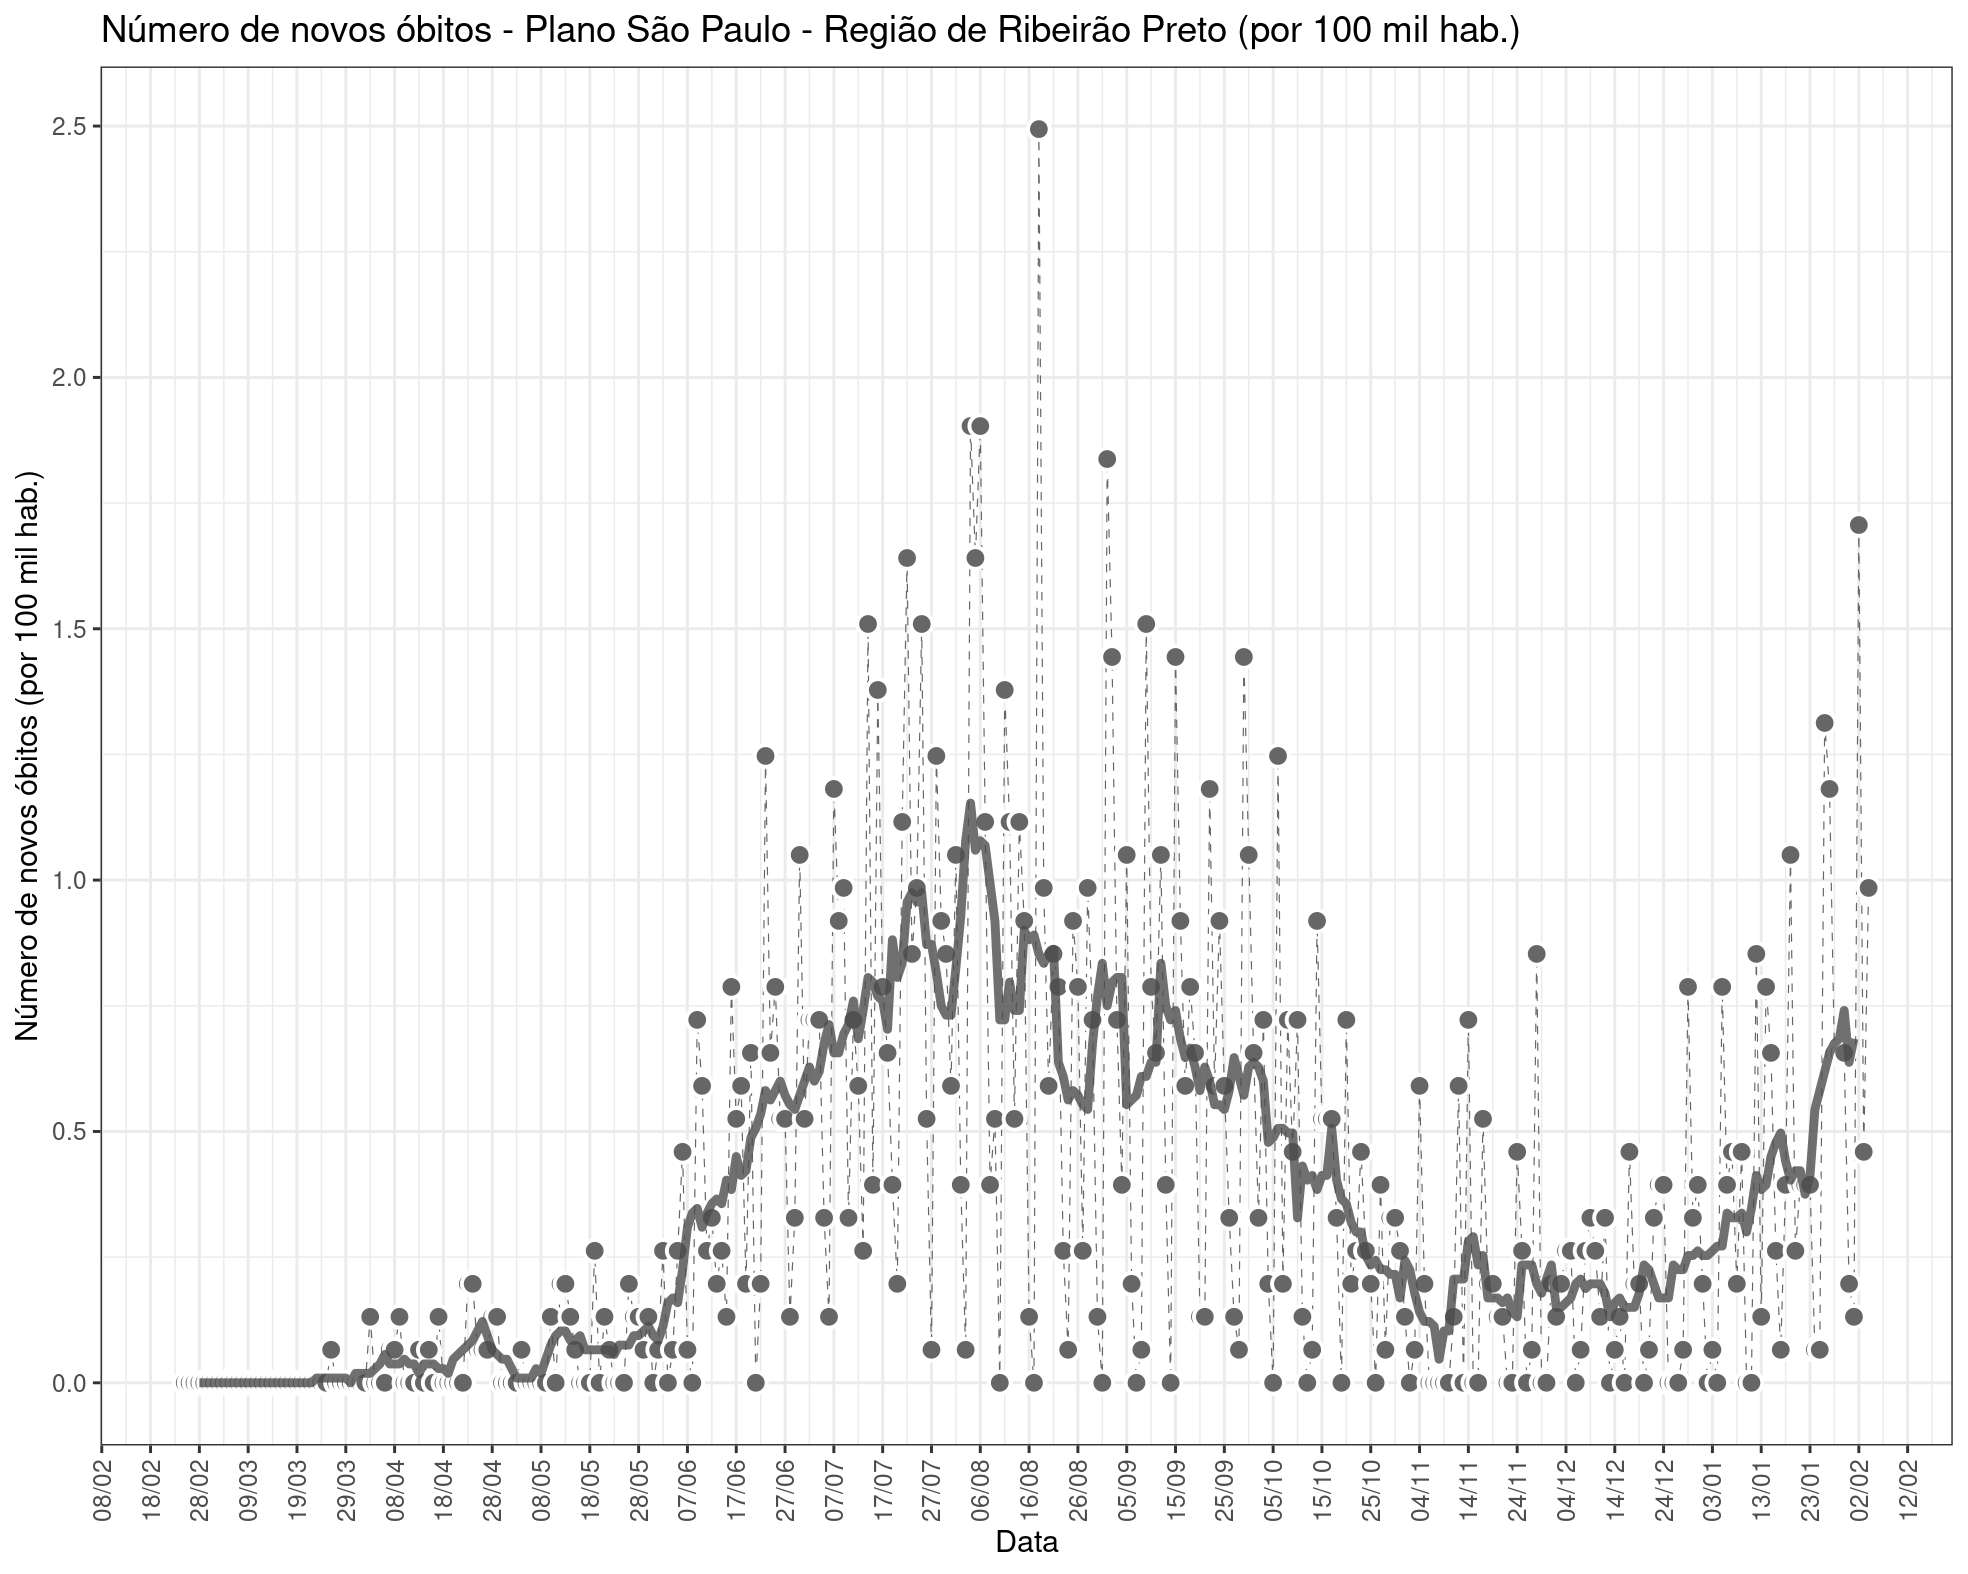 Número de novos óbitos - Plano São Paulo - Região de Ribeirão Preto (por 100 mil hab.)
Número de novos óbitos (por 100 mil hab.)
2.5
2.0
1.5
1.0
0.5
0.0
08/02 18/02 28/02 09/03 19/03 29/03 08/04 18/04 28/04 08/05 18/05 28/05 07/06 17/06 27/06 07/07 17/07 27/07 06/08 16/08 26/08 05/09 15/09 25/09 05/10 15/10 25/10 04/11 14/11 24/11 04/12 14/12 24/12 03/01 13/01 23/01 02/02 12/02
Data